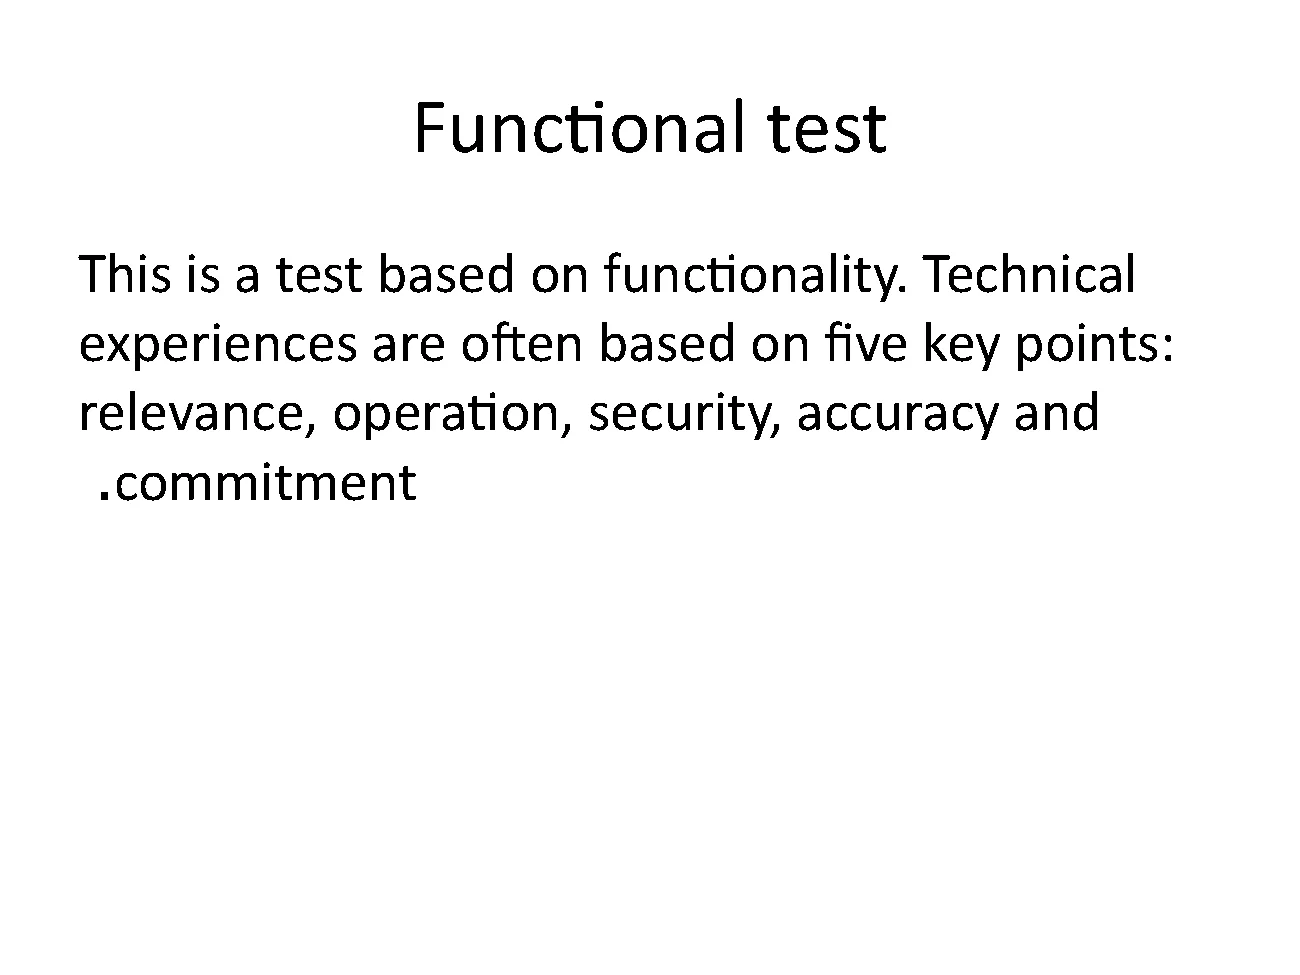 Functional test
This is a test based on functionality. Technical
experiences are often based on five key points:
relevance, operation, security, accuracy and
.commitment